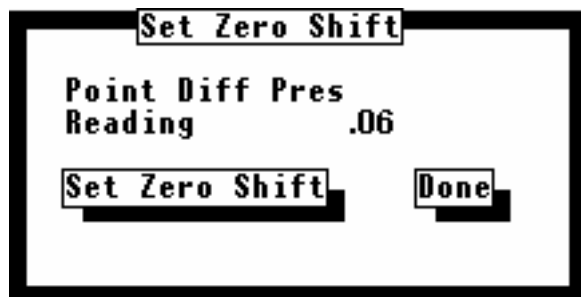 Set Zero Shift
Point Diff Pres
Reading .06
Set Zero Shift Done